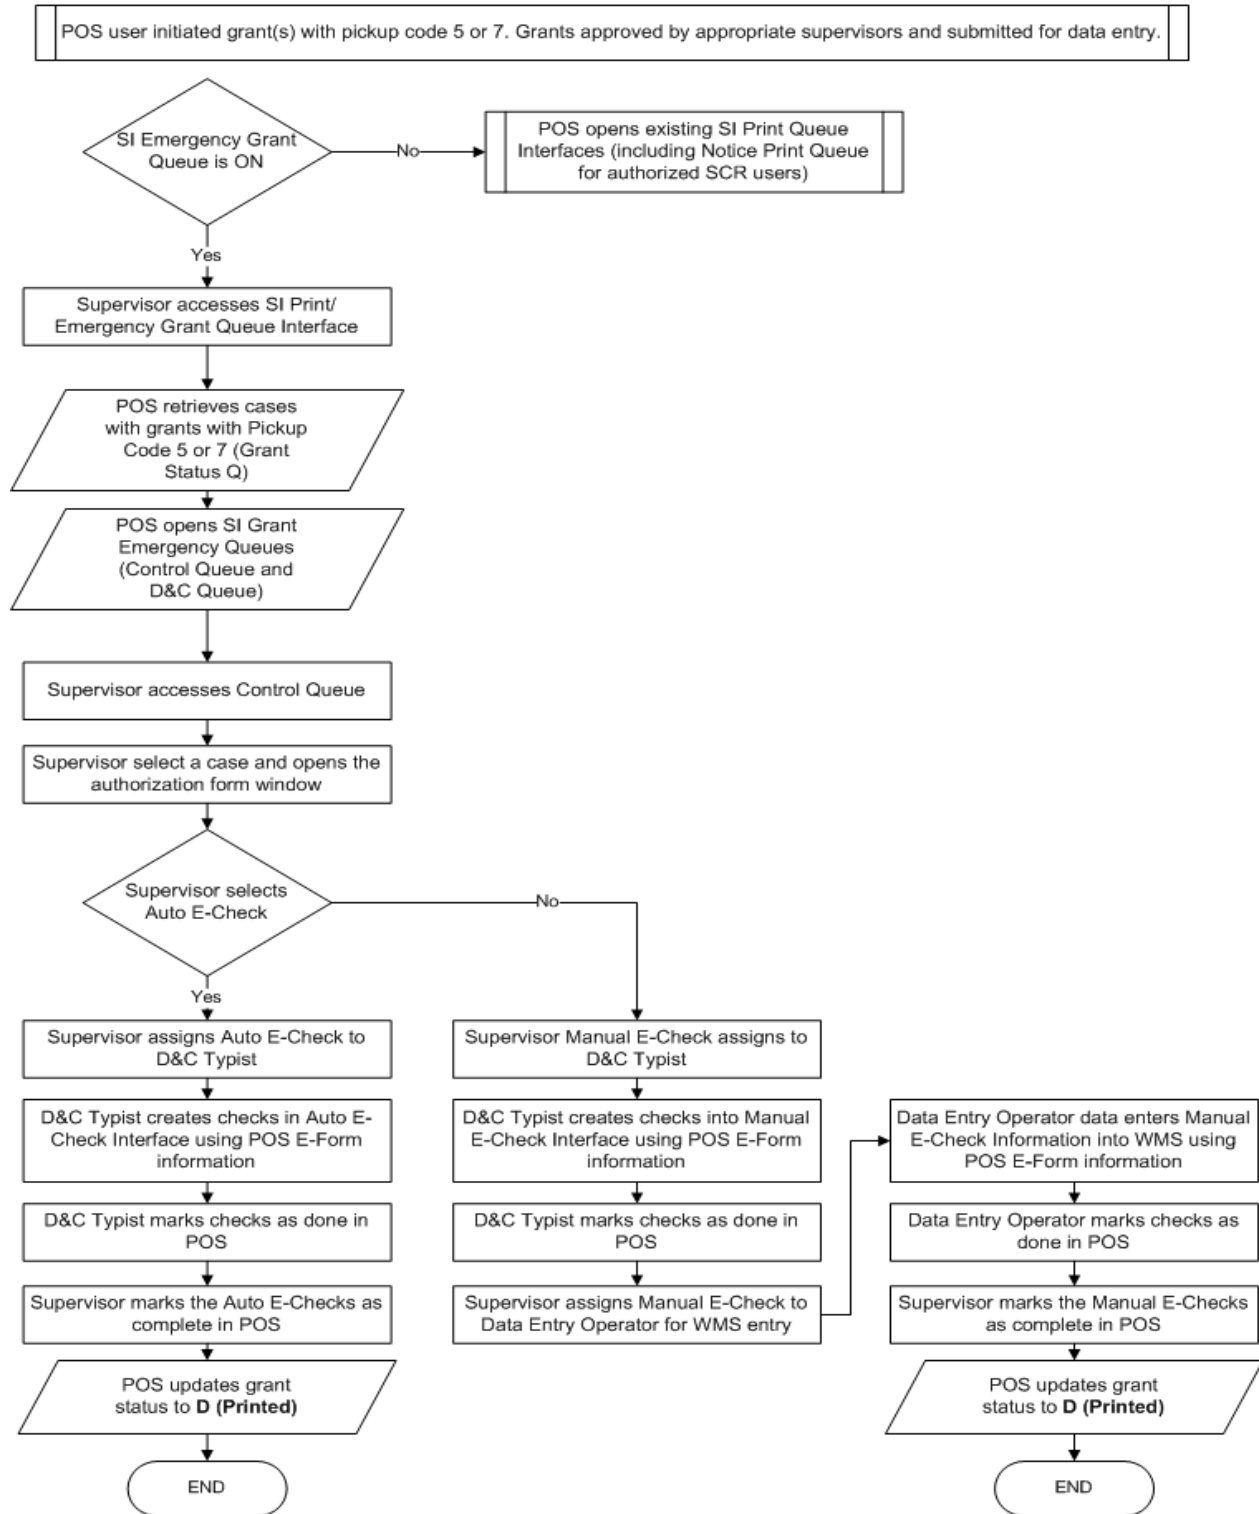 POS user initiated grant(s) with pickup code 5 or 7. Grants approved by appropriate supervisors and submitted for data entry.
SI Emergency Grant
Queue is ON
No
POS opens existing SI Print Queue
Interfaces (including Notice Print Queue
for authorized SCR users)
Yes
Supervisor accesses SI Print/
Emergency Grant Queue Interface
POS retrieves cases
with grants with Pickup
Code 5 or 7 (Grant
Status Q)
POS opens SI Grant
Emergency Queues
(Control Queue and
D&C Queue)
Supervisor accesses Control Queue
Supervisor select a case and opens the
authorization form window
Supervisor selects
Auto E-Check
No
Yes
Supervisor assigns Auto E-Check to
D&C Typist
D&C Typist creates checks in Auto E-
Check Interface using POS E-Form
information
D&C Typist marks checks as done in
POS
Supervisor marks the Auto E-Checks as
complete in POS
POS updates grant
status to D (Printed)
END
Supervisor Manual E-Check assigns to
D&C Typist
D&C Typist creates checks into Manual
E-Check Interface using POS E-Form
information
D&C Typist marks checks as done in
POS
Supervisor assigns Manual E-Check to
Data Entry Operator for WMS entry
Data Entry Operator data enters Manual
E-Check Information into WMS using
POS E-Form information
Data Entry Operator marks checks as
done in POS
Supervisor marks the Manual E-Checks
as complete in POS
POS updates grant
status to D (Printed)
END